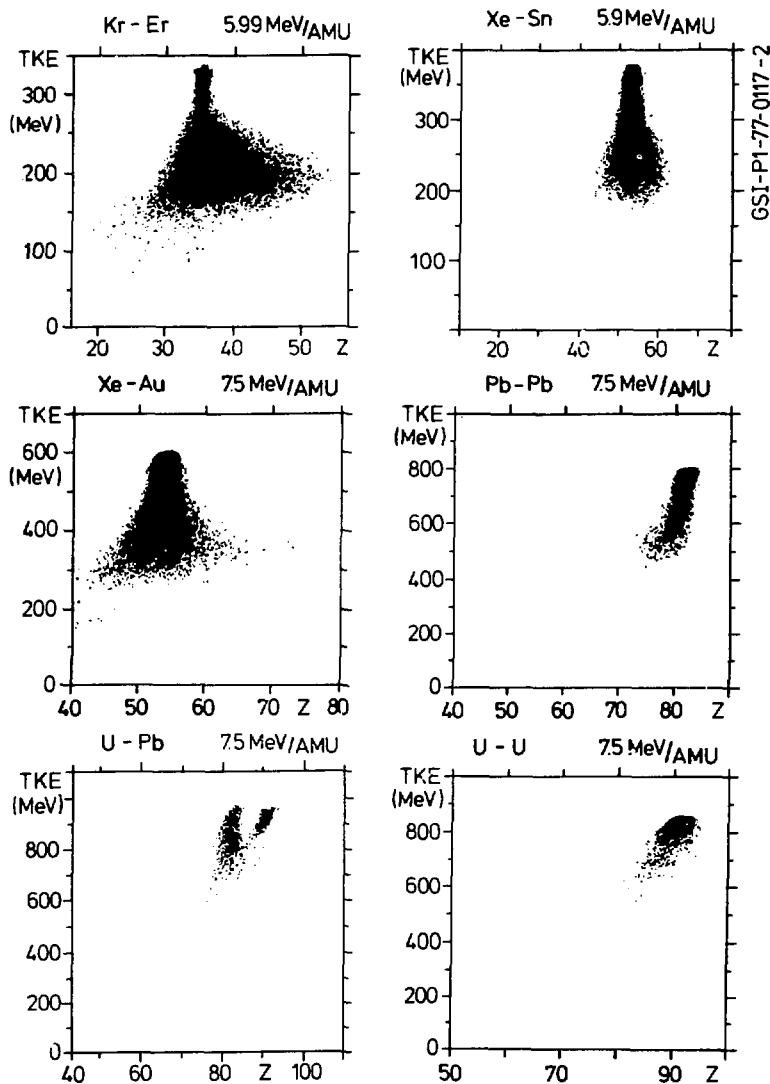 Kr-Er 5.99 MeV/AMU
TKE
300
(MeV)
200
100
0
20 30 40 50 Z
Xe-Sn 5.9 MeV/AMU
TKE
(MeV)
300
200
100
10 20 40 60 Z
GSI-P1-77-0117-2
Xe-Au 7.5 MeV/AMU
TKE
600
(MeV)
400
200
0
40 50 60 70 Z 80
Pb-Pb 7.5 MeV/AMU
TKE
(MeV)
800
600
400
200
0
40 50 60 70 80 Z
U-Pb 7.5 MeV/AMU
TKE
(MeV)
800
600
400
200
0
40 60 80 Z 100
U-U 7.5 MeV/AMU
TKE
(MeV)
800
600
400
200
0
50 70 90 Z